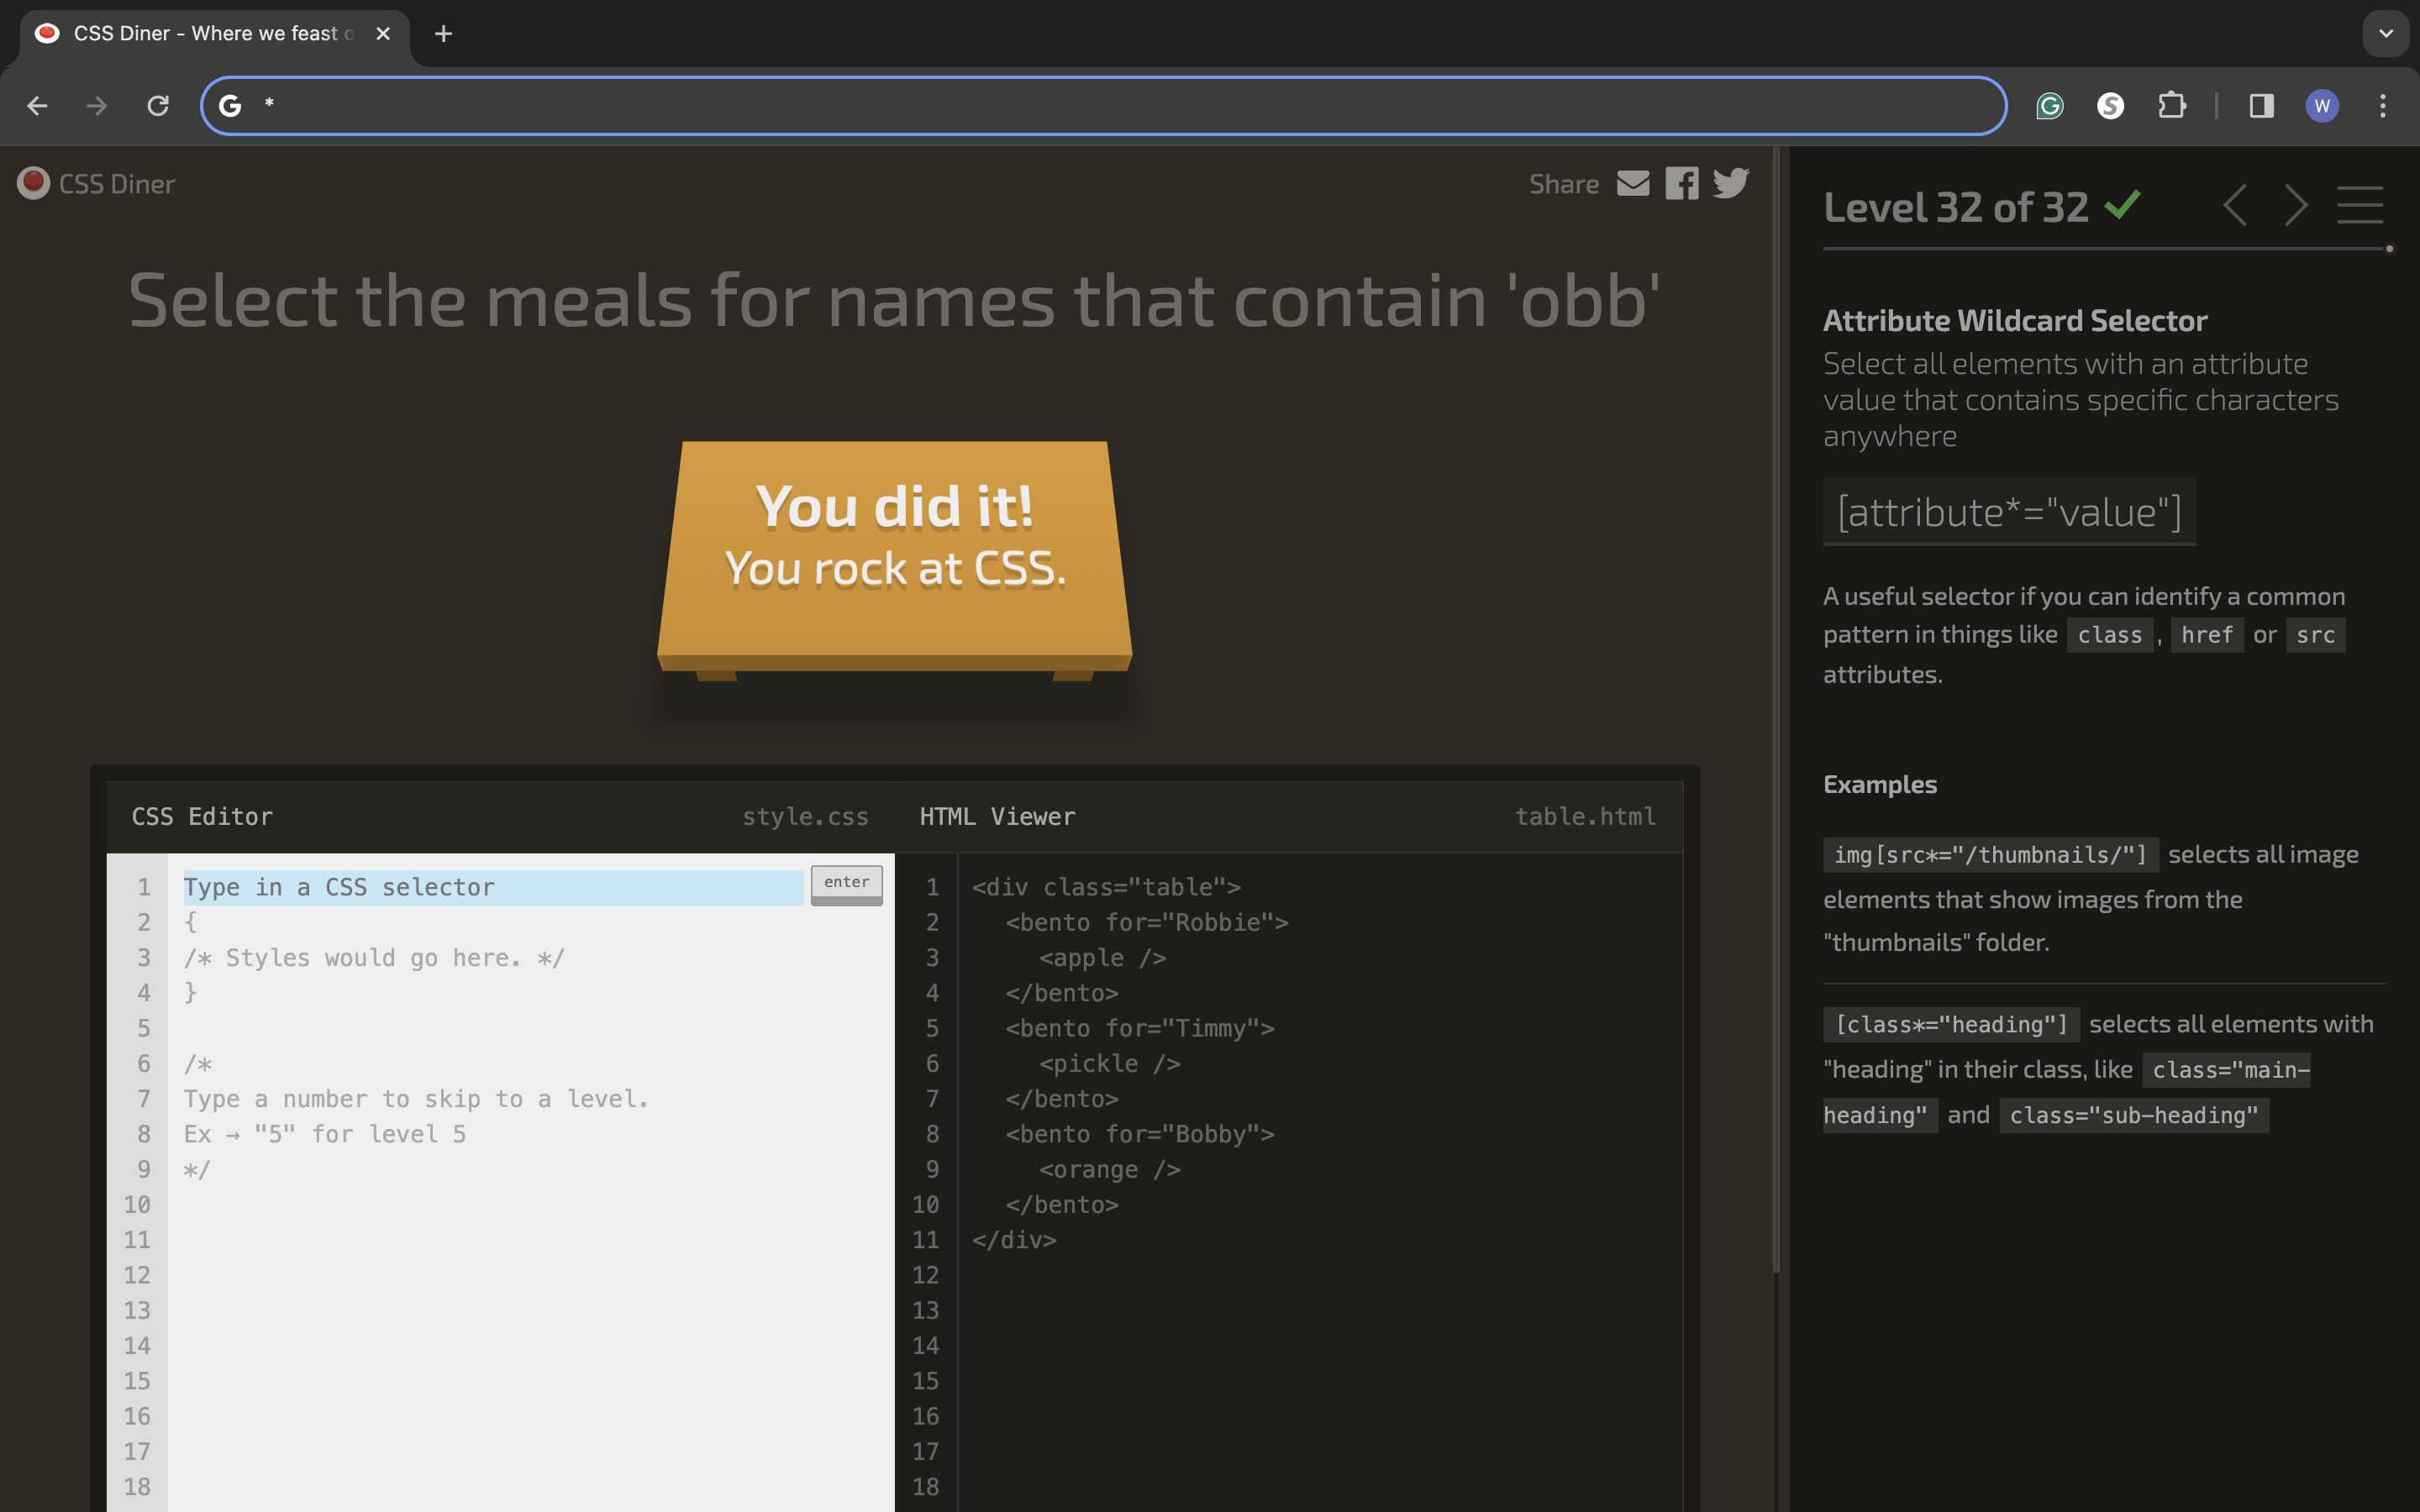 CSS Diner - Where we feast o
*
W
CSS Diner
Share
Select the meals for names that contain 'obb'
You did it!
You rock at CSS.
CSS Editor
style.css
HTML Viewer
table.html
1
Type in a CSS selector
enter
2
{
3
/* Styles would go here. */
4
}
5
6
/*
7
Type a number to skip to a level.
8
Ex → "5" for level 5
9
*/
10
11
12
13
14
15
16
17
18
1
<div class="table">
2
<bento for="Robbie">
3
<apple />
4
</bento>
5
<bento for="Timmy">
6
<pickle />
7
</bento>
8
<bento for="Bobby">
9
<orange />
10
</bento>
11
</div>
12
13
14
15
16
17
18
Level 32 of 32
Attribute Wildcard Selector
Select all elements with an attribute
value that contains specific characters
anywhere
[attribute*="value"]
A useful selector if you can identify a common
pattern in things like class , href or src
attributes.
Examples
img[src*="/thumbnails/"] selects all image
elements that show images from the
"thumbnails" folder.
[class*="heading"] selects all elements with
"heading" in their class, like class="main-
heading" and class="sub-heading"